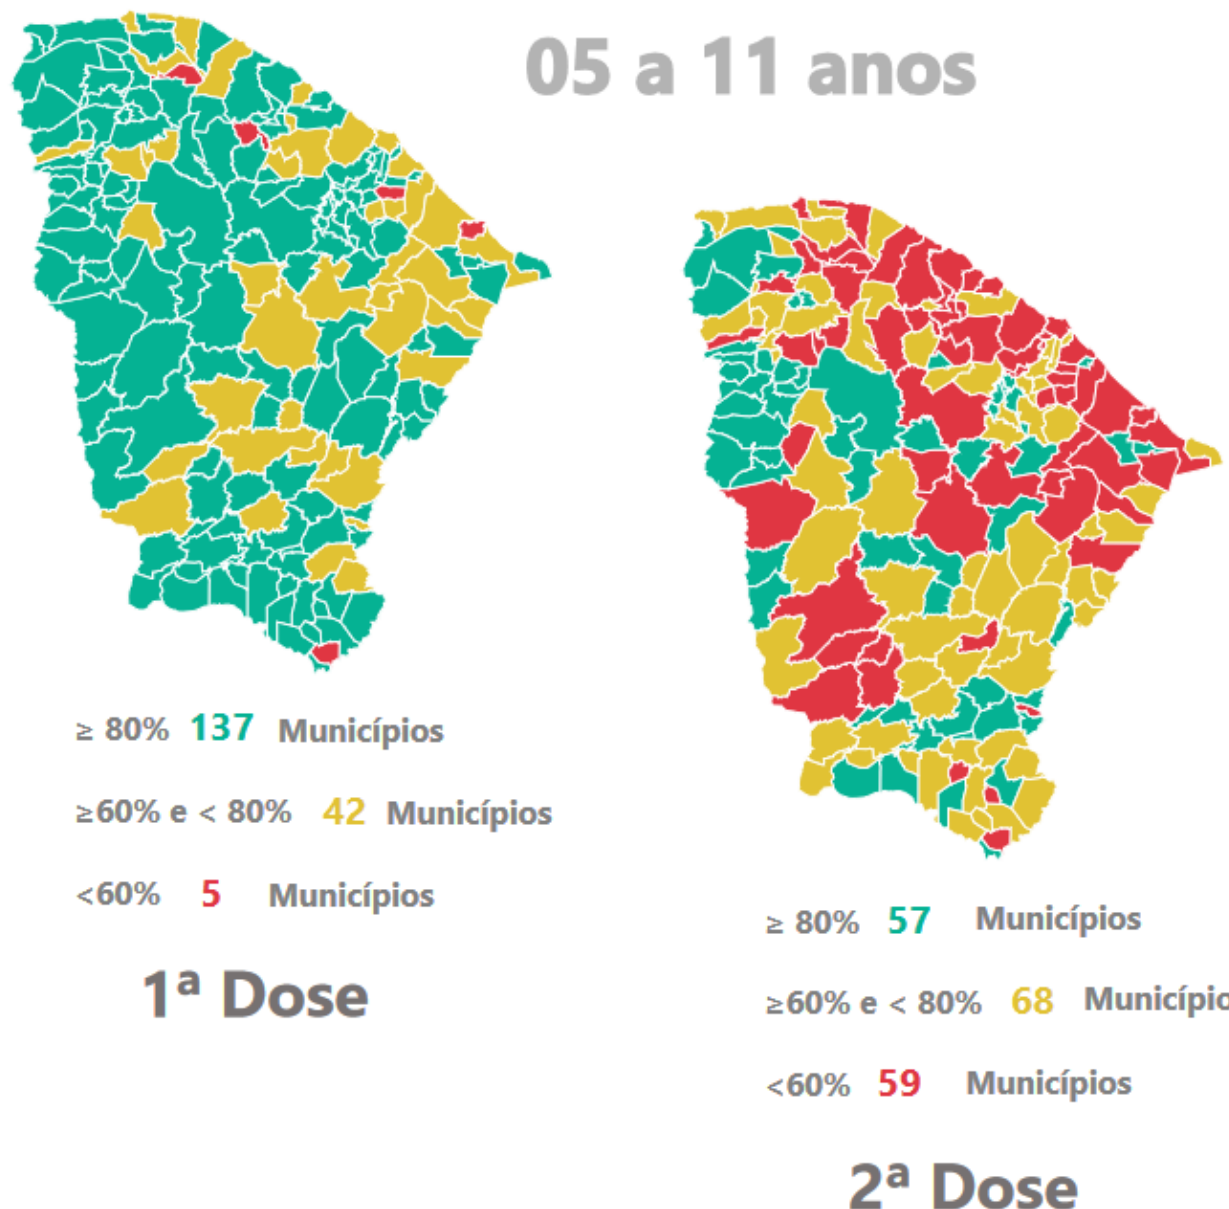 05 a 11 anos
≥ 80% 137 Municípios
≥60% e < 80% 42 Municípios
<60% 5 Municípios
1ª Dose
≥ 80% 57 Municípios
≥60% e < 80% 68 Município
<60% 59 Municípios
2ª Dose